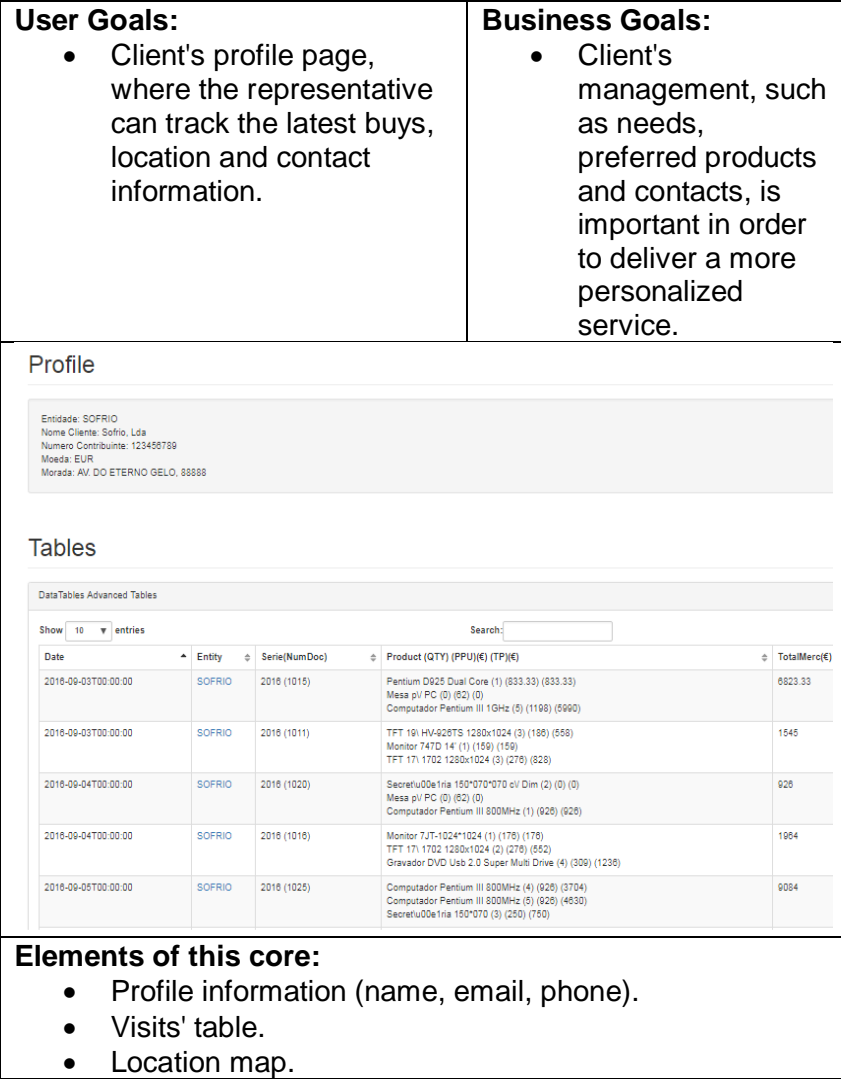 User Goals:
• Client's profile page,
where the representative
can track the latest buys,
location and contact
information.
Business Goals:
• Client's
management, such
as needs,
preferred products
and contacts, is
important in order
to deliver a more
personalized
service.
Profile
Entidade: SOFRIO
Nome Cliente: Sofrio, Lda
Numero Contribuinte: 123456789
Moeda: EUR
Morada: AV. DO ETERNO GELO, 88888
Tables
DataTables Advanced Tables
Show 10 entries Search:
Date Entity Serie(NumDoc) Product (QTY) (PPU)(€) (TP)(€) TotalMerc(€)
2016-09-03T00:00:00 SOFRIO 2016 (1015) Pentium D925 Dual Core (1) (833.33) (833.33) 6823.33
Mesa p\/ PC (0) (62) (0)
Computador Pentium III 1GHz (5) (1198) (5990)
2016-09-03T00:00:00 SOFRIO 2016 (1011) TFT 19\ HV-926TS 1280x1024 (3) (186) (558) 1545
Monitor 747D 14' (1) (159) (159)
TFT 17\ 1702 1280x1024 (3) (276) (828)
2016-09-04T00:00:00 SOFRIO 2016 (1020) Secret\u00e1ria 150*070*070 c\/ Dim (2) (0) (0) 926
Mesa p\/ PC (0) (62) (0)
Computador Pentium III 800MHz (1) (926) (926)
2016-09-04T00:00:00 SOFRIO 2016 (1016) Monitor 7JT-1024*1024 (1) (176) (176) 1964
TFT 17\ 1702 1280x1024 (2) (276) (552)
Gravador DVD Usb 2.0 Super Multi Drive (4) (309) (1236)
2016-09-05T00:00:00 SOFRIO 2016 (1025) Computador Pentium III 800MHz (4) (926) (3704) 9084
Computador Pentium III 800MHz (5) (926) (4630)
Secret\u00e1ria 150*070 (3) (250) (750)
Elements of this core:
• Profile information (name, email, phone).
• Visits' table.
• Location map.